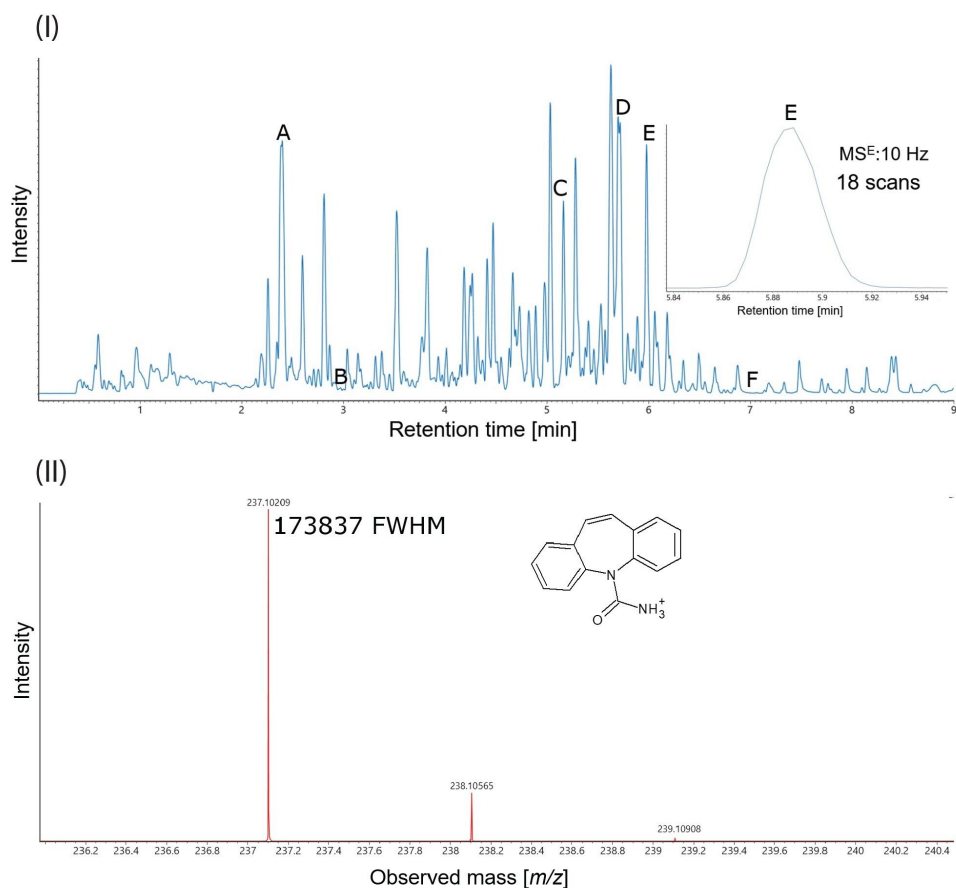 (I)
Intensity
A
B
C
D
E
F
E
MSᴱ:10 Hz
18 scans
5.84 5.86 5.88 5.9 5.92 5.94
Retention time [min]
1 2 3 4 5 6 7 8 9
Retention time [min]
(II)
Intensity
237.10209
173837 FWHM
N
O
NH3+
238.10565
239.10908
236.2 236.4 236.6 236.8 237 237.2 237.4 237.6 237.8 238 238.2 238.4 238.6 238.8 239 239.2 239.4 239.6 239.8 240 240.2 240.4
Observed mass [m/z]